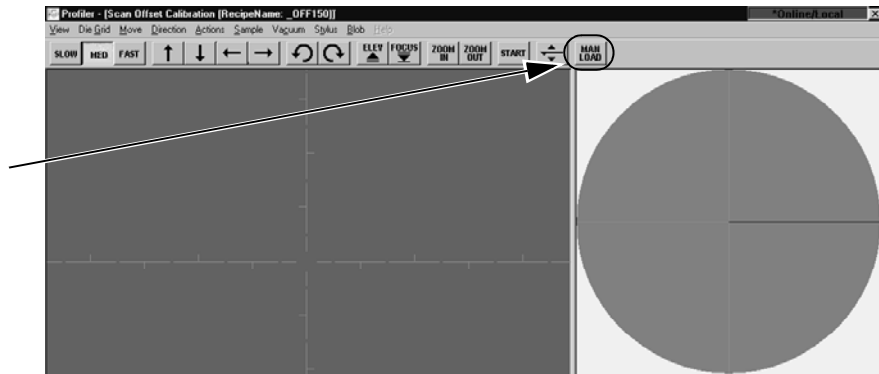 Profiler - [Scan Offset Calibration [RecipeName: _OFF150]]
*Online/Local
View Die Grid Move Direction Actions Sample Vacuum Stylus Blob Help
SLOW MED FAST ELEV FOCUS ZOOM IN ZOOM OUT START MAN LOAD